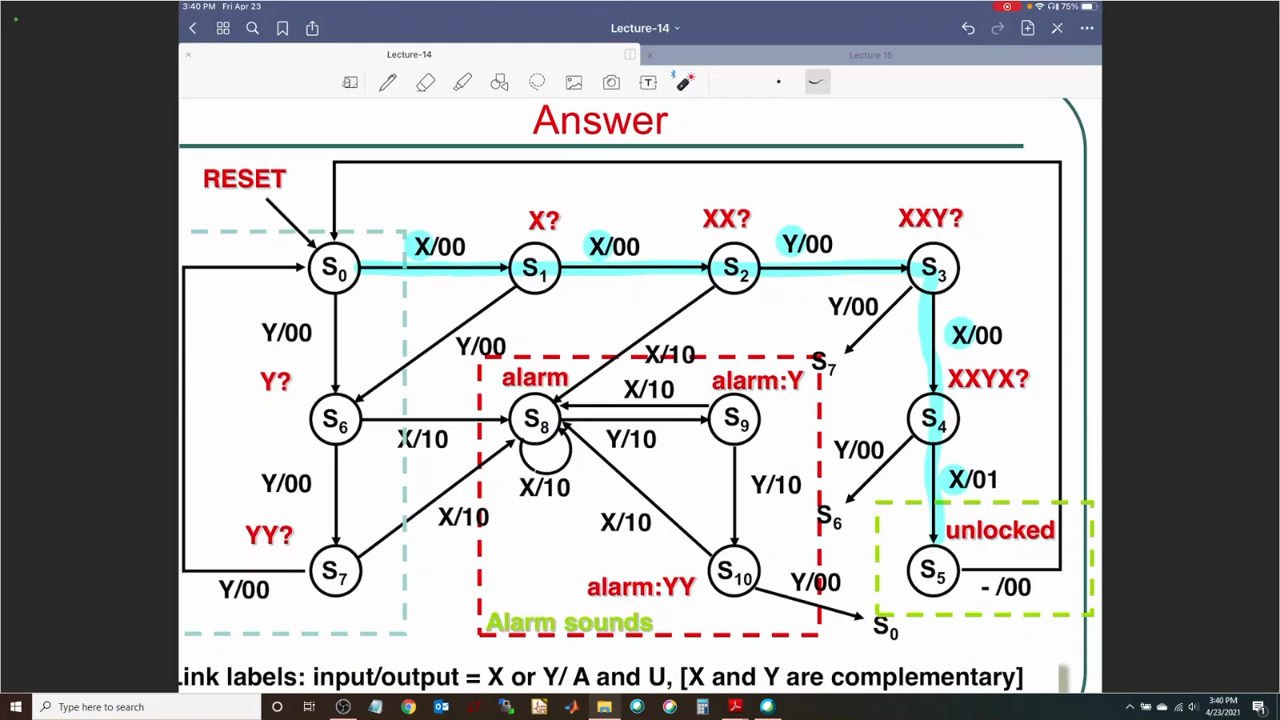 3:40 PM Fri Apr 23
75%
Lecture-14
Lecture-14
Lecture 15
Answer
RESET
X?
XX?
XXY?
X/00
X/00
Y/00
S0
S1
S2
S3
Y/00
Y/00
X/10
Y/00
X/00
S7
Y?
alarm
X/10
alarm:Y
XXYX?
S6
S8
S9
S4
X/10
Y/10
Y/00
Y/00
X/10
Y/10
X/01
S6
YY?
X/10
X/10
unlocked
S7
S10
S5
Y/00
alarm:YY
Y/00
- /00
Alarm sounds
S0
Link labels: input/output = X or Y/ A and U, [X and Y are complementary]
Type here to search
3:40 PM
4/23/2021